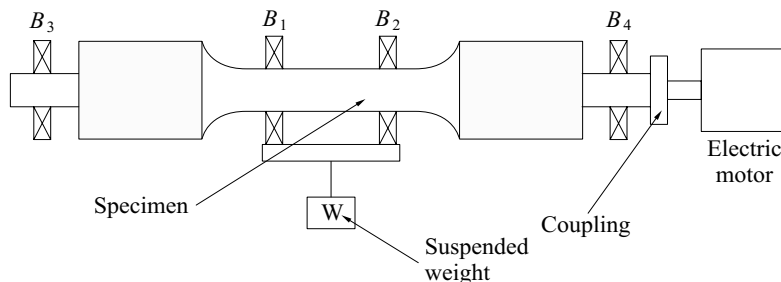 B₃
B₁
B₂
B₄
Electric
motor
Specimen
W
Coupling
Suspended
weight